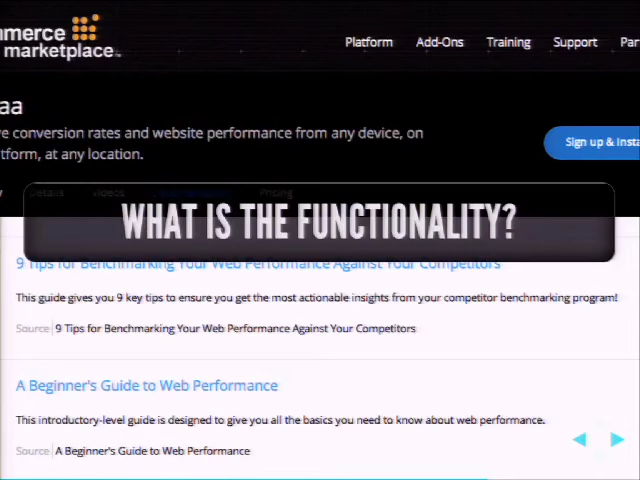 mmerce
marketplace
Platform Add-Ons Training Support Par
aa
ve conversion rates and website performance from any device, on
tform, at any location.
Sign up & Insta
Details Videos Pricing
WHAT IS THE FUNCTIONALITY?
9 Tips for Benchmarking Your Web Performance Against Your Competitors
This guide gives you 9 key tips to ensure you get the most actionable insights from your competitor benchmarking program!
Source 9 Tips for Benchmarking Your Web Performance Against Your Competitors
A Beginner's Guide to Web Performance
This introductory-level guide is designed to give you all the basics you need to know about web performance.
Source A Beginner's Guide to Web Performance